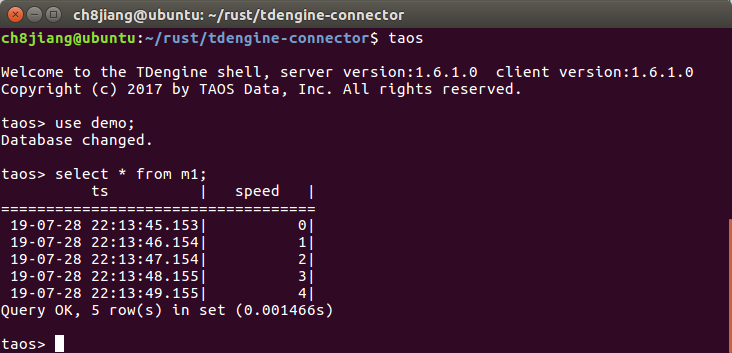 ch8jiang@ubuntu: ~/rust/tdengine-connector
ch8jiang@ubuntu:~/rust/tdengine-connector$ taos
Welcome to the TDengine shell, server version:1.6.1.0  client version:1.6.1.0
Copyright (c) 2017 by TAOS Data, Inc. All rights reserved.
taos> use demo;
Database changed.
taos> select * from m1;
          ts           |   speed   |
=====================================
 19-07-28 22:13:45.153|          0|
 19-07-28 22:13:46.154|          1|
 19-07-28 22:13:47.154|          2|
 19-07-28 22:13:48.155|          3|
 19-07-28 22:13:49.155|          4|
Query OK, 5 row(s) in set (0.001466s)
taos>